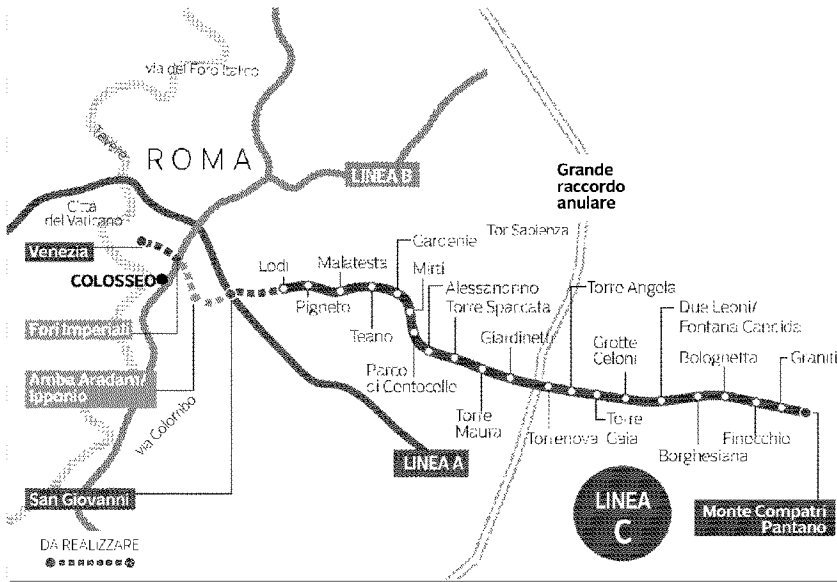 via del Foro Italico
Tevere
ROMA
LINEA B
Grande
raccordo
anulare
Città
del Vaticano
Tor Sapienza
Gardenie
Venezia
Lodi
Malatesta
Mirti
COLOSSEO
Alessandrino
Torre Angela
Pigneto
Torre Spaccata
Due Leoni/
Fontana Candida
Fori Imperiali
Teano
Giardinetti
Grotte
Celoni
Bolognetta
Graniti
Parco
di Centocelle
Amba Aradam/
Ipponio
Torre
Maura
Torrenova
Torre
Gaia
Finocchio
via Colombo
Borghesiana
LINEA A
San Giovanni
LINEA
C
Monte Compatri
Pantano
DA REALIZZARE